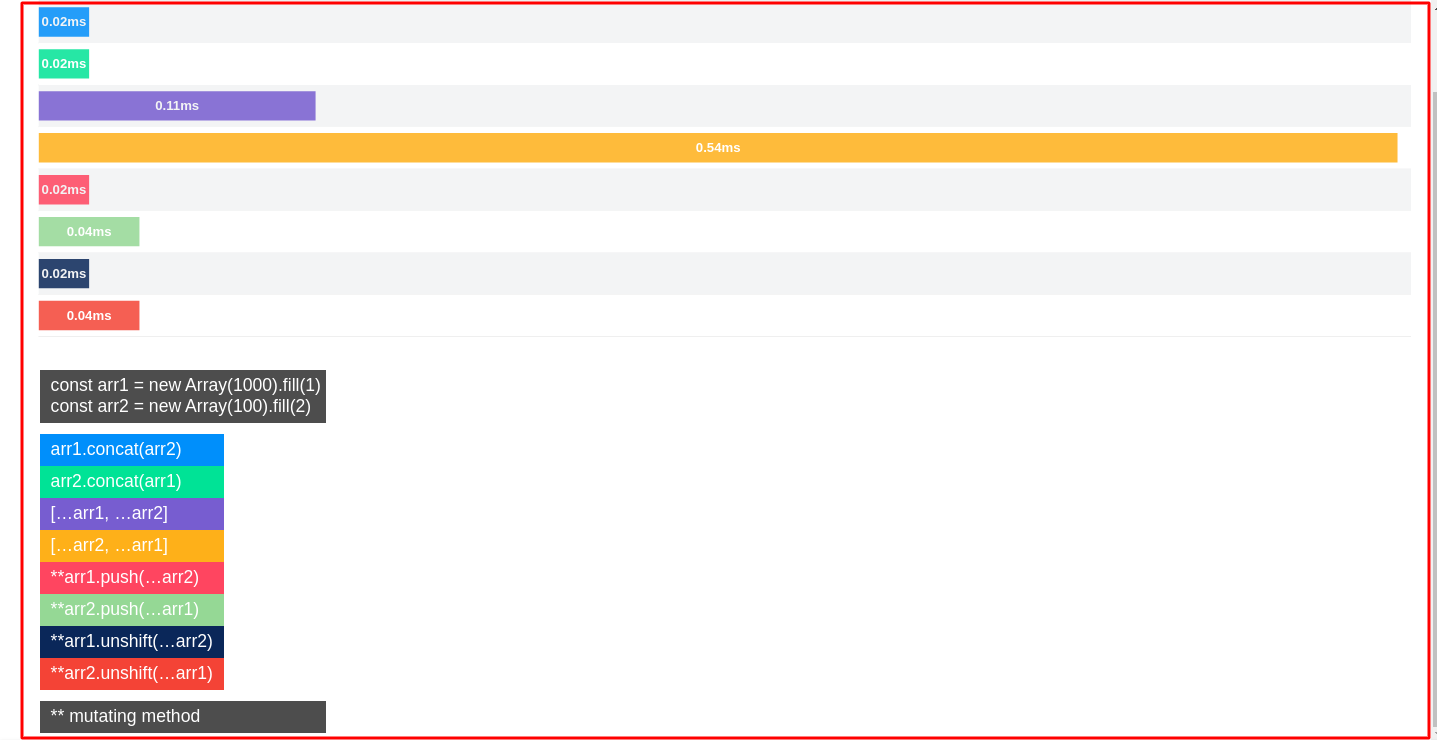 0.02ms
0.02ms
0.11ms
0.54ms
0.02ms
0.04ms
0.02ms
0.04ms
const arr1 = new Array(1000).fill(1)
const arr2 = new Array(100).fill(2)
arr1.concat(arr2)
arr2.concat(arr1)
[…arr1, …arr2]
[…arr2, …arr1]
**arr1.push(…arr2)
**arr2.push(…arr1)
**arr1.unshift(…arr2)
**arr2.unshift(…arr1)
** mutating method